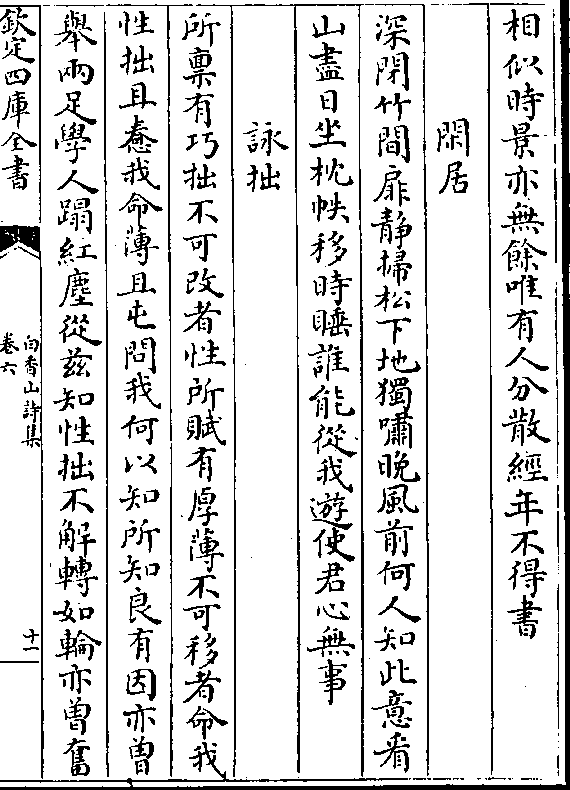 相似時景亦無餘唯有人分散經年不得書
閑居
深閉竹間扉静掃松下地獨嘯晚風前何人知此意看
山盡日坐枕帙移時睡誰能從我遊使君心無事
詠拙
所稟有巧拙不可改者性所賦有厚薄不可移者命我
性拙且惷我命薄且屯問我何以知所知良有因亦曾
舉兩足學人蹋紅塵從兹知性拙不解轉如輪亦曾奮
欽定四庫全書
白香山詩集
卷六
十一